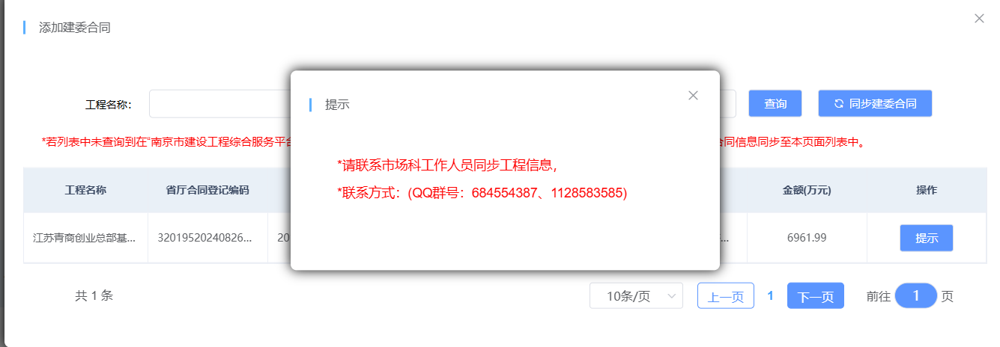 添加建委合同
提示
工程名称：
查询
同步建委合同
*若列表中未查询到在“南京市建设工程综合服务平台
合同信息同步至本页面列表中。
*请联系市场科工作人员同步工程信息，
*联系方式：(QQ群号：684554387、1128583585)
工程名称 省厅合同登记编码 金额(万元) 操作
江苏青商创业总部基... 32019520240826... 20 ... 6961.99 提示
共 1 条 10条/页 上一页 1 下一页 前往 1 页